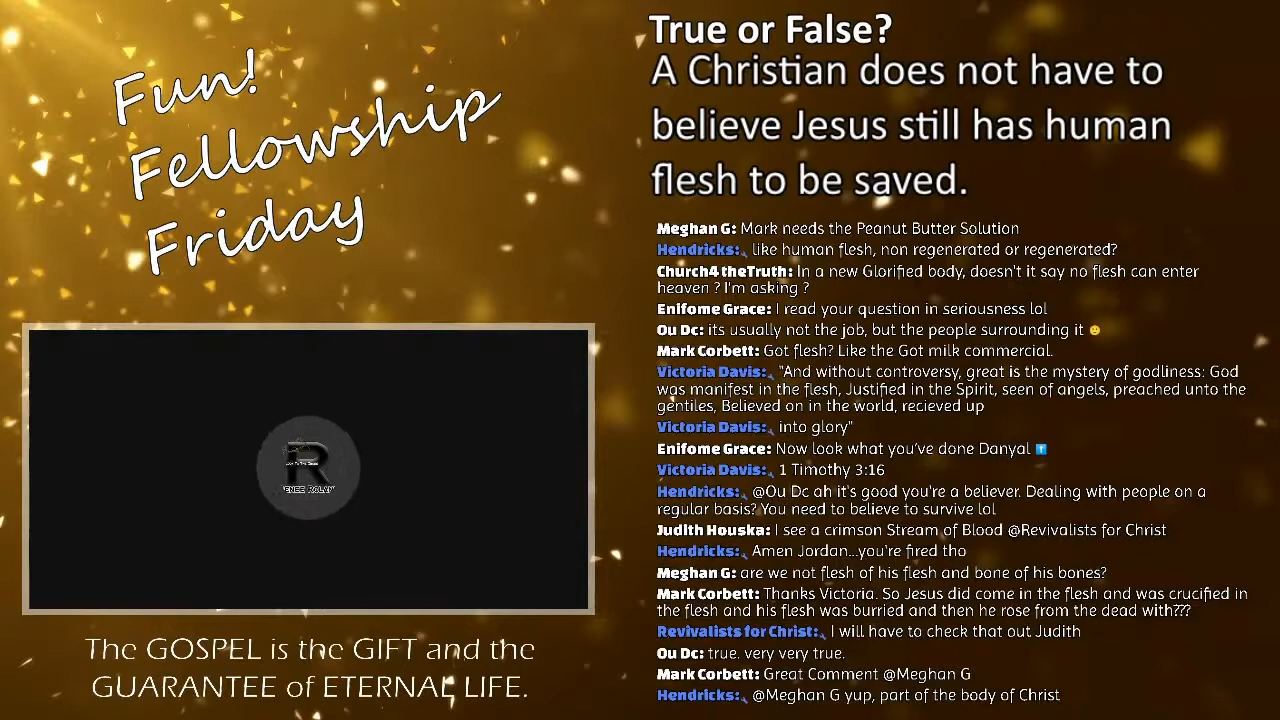 Fun!
Fellowship
Friday
True or False?
A Christian does not have to
believe Jesus still has human
flesh to be saved.
Meghan G: Mark needs the Peanut Butter Solution
Hendricks: like human flesh, non regenerated or regenerated?
Church4theTruth: In a new Glorified body, doesn't it say no flesh can enter
heaven ? I'm asking ?
Enifome Grace: I read your question in seriousness lol
Ou Dc: its usually not the job, but the people surrounding it
Mark Corbett: Got flesh? Like the Got milk commercial.
Victoria Davis: "And without controversy, great is the mystery of godliness: God
was manifest in the flesh, Justified in the Spirit, seen of angels, preached unto the
gentiles, Believed on in the world, recieved up
Victoria Davis: into glory"
Enifome Grace: Now look what you've done Danyal
Victoria Davis: 1 Timothy 3:16
Hendricks: @Ou Dc ah it's good you're a believer. Dealing with people on a
regular basis? You need to believe to survive lol
Judith Houska: I see a crimson Stream of Blood @Revivalists for Christ
Hendricks: Amen Jordan...you're fired tho
Meghan G: are we not flesh of his flesh and bone of his bones?
Mark Corbett: Thanks Victoria. So Jesus did come in the flesh and was crucified in
the flesh and his flesh was burried and then he rose from the dead with???
Revivalists for Christ: I will have to check that out Judith
Ou Dc: true. very very true.
Mark Corbett: Great Comment @Meghan G
Hendricks: @Meghan G yup, part of the body of Christ
R
The GOSPEL is the GIFT and the
GUARANTEE of ETERNAL LIFE.